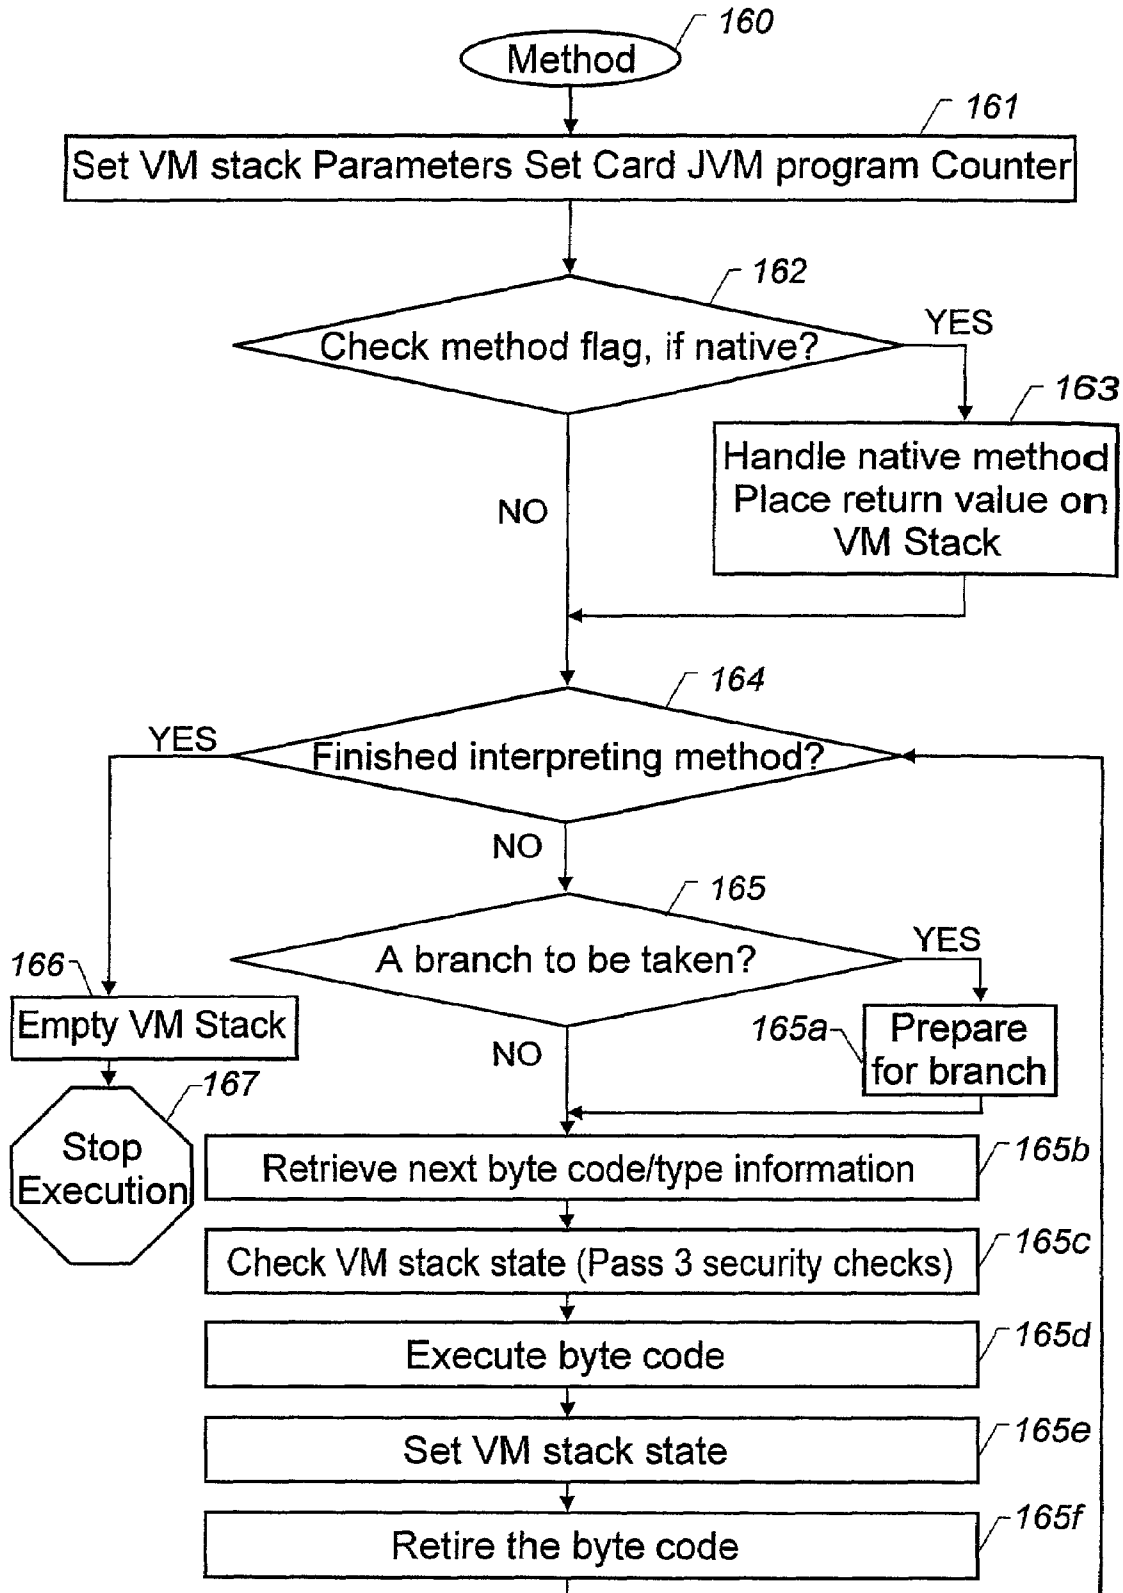 160
Method
161
Set VM stack Parameters Set Card JVM program Counter
162
Check method flag, if native?
YES
163
Handle native method
Place return value on
VM Stack
NO
164
Finished interpreting method?
YES
NO
165
A branch to be taken?
YES
166
Empty VM Stack
165a
Prepare
for branch
NO
167
Stop
Execution
Retrieve next byte code/type information
165b
Check VM stack state (Pass 3 security checks)
165c
Execute byte code
165d
Set VM stack state
165e
Retire the byte code
165f